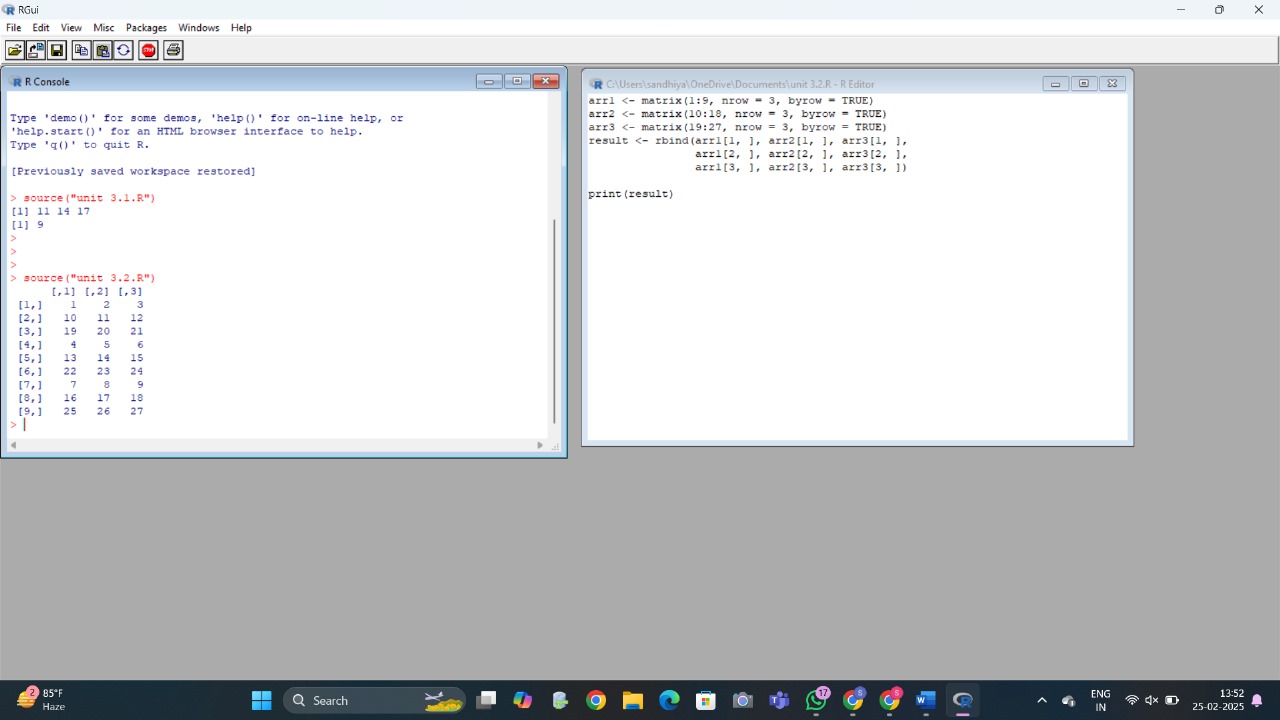 RGui
File Edit View Misc Packages Windows Help
R Console
Type 'demo()' for some demos, 'help()' for on-line help, or
'help.start()' for an HTML browser interface to help.
Type 'q()' to quit R.
[Previously saved workspace restored]
> source("unit 3.1.R")
[1] 11 14 17
[1] 9
>
>
>
> source("unit 3.2.R")
[,1] [,2] [,3]
[1,] 1 2 3
[2,] 10 11 12
[3,] 19 20 21
[4,] 4 5 6
[5,] 13 14 15
[6,] 22 23 24
[7,] 7 8 9
[8,] 16 17 18
[9,] 25 26 27
>
C:\Users\sandhiya\OneDrive\Documents\unit 3.2.R - R Editor
arr1 <- matrix(1:9, nrow = 3, byrow = TRUE)
arr2 <- matrix(10:18, nrow = 3, byrow = TRUE)
arr3 <- matrix(19:27, nrow = 3, byrow = TRUE)
result <- rbind(arr1[1, ], arr2[1, ], arr3[1, ],
arr1[2, ], arr2[2, ], arr3[2, ],
arr1[3, ], arr2[3, ], arr3[3, ])
print(result)
2
85°F
Haze
Search
17
S
S
ENG
IN
13:52
25-02-2025